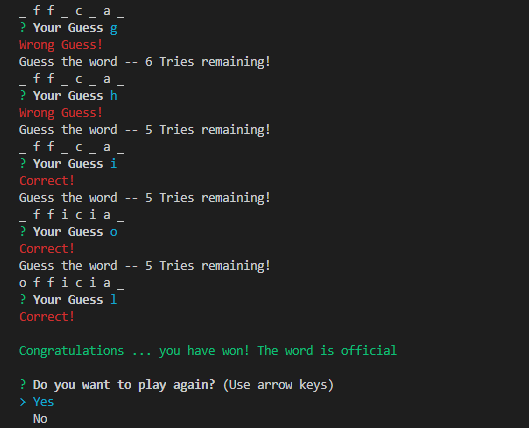 _ f f _ c _ a _
? Your Guess g
Wrong Guess!
Guess the word -- 6 Tries remaining!
_ f f _ c _ a _
? Your Guess h
Wrong Guess!
Guess the word -- 5 Tries remaining!
_ f f _ c _ a _
? Your Guess i
Correct!
Guess the word -- 5 Tries remaining!
_ f f i c i a _
? Your Guess o
Correct!
Guess the word -- 5 Tries remaining!
o f f i c i a _
? Your Guess l
Correct!
Congratulations ... you have won! The word is official
? Do you want to play again? (Use arrow keys)
> Yes
No